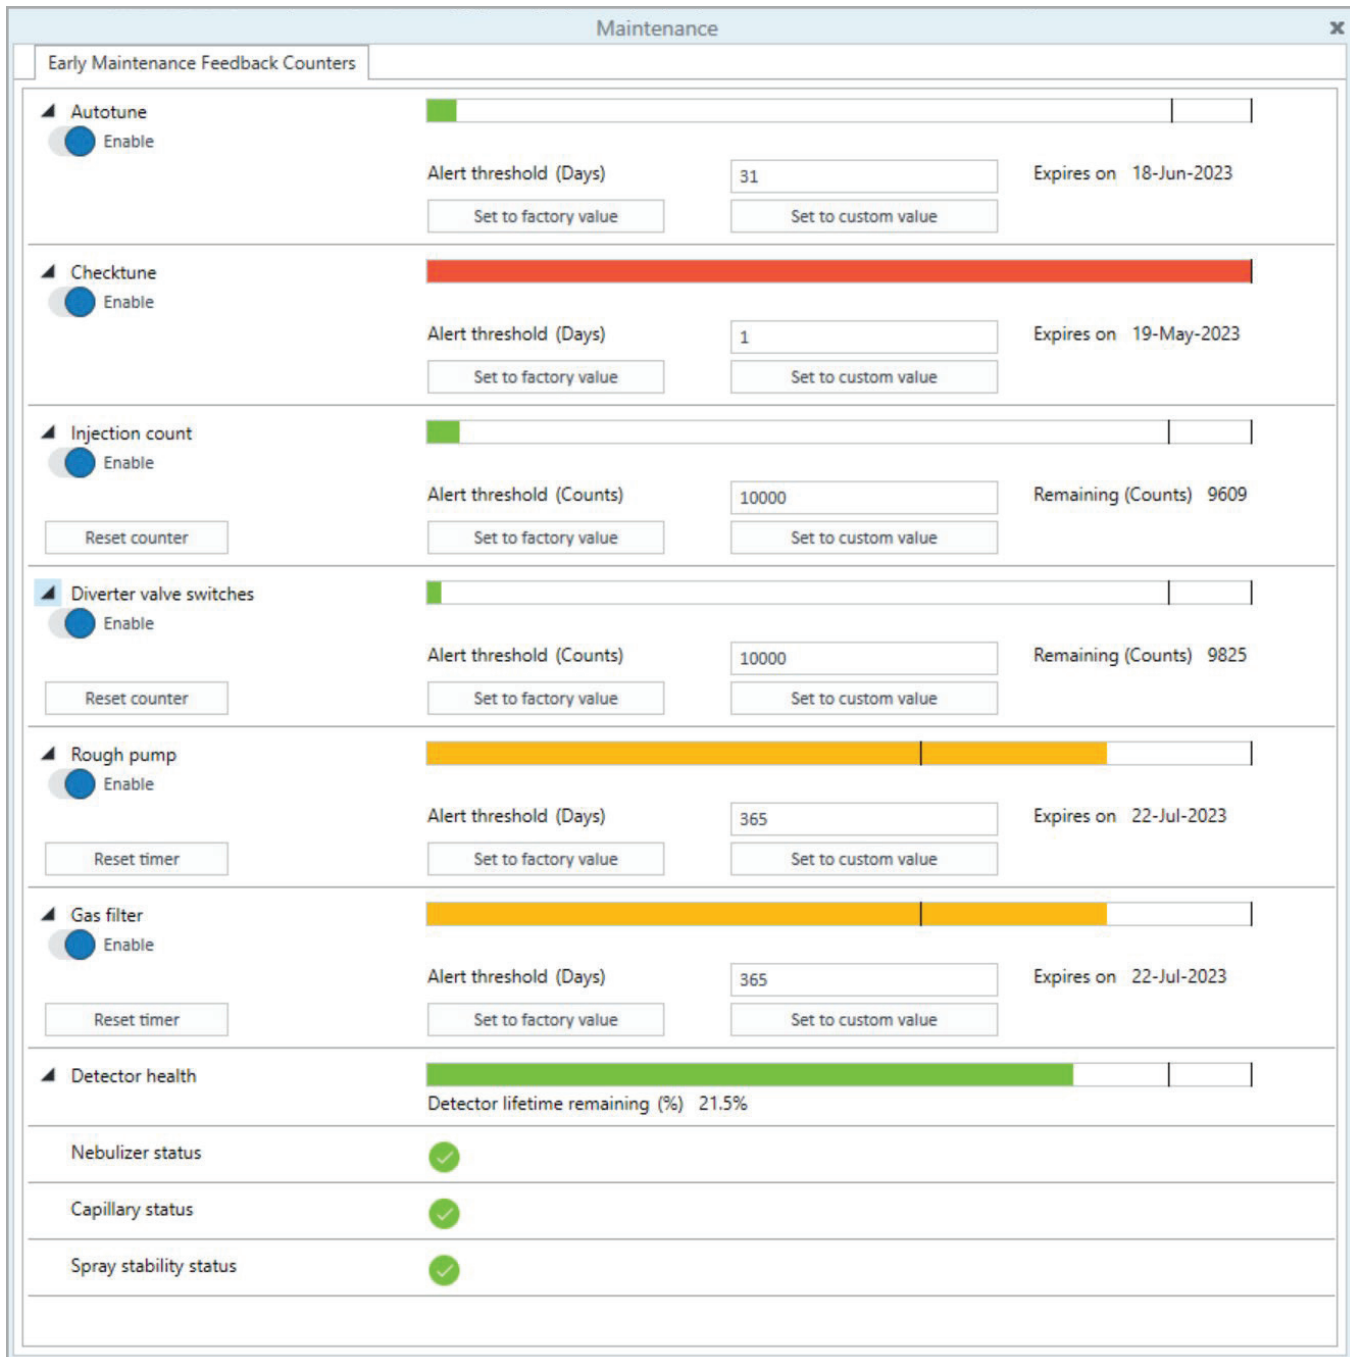 Maintenance
Early Maintenance Feedback Counters
Autotune
Enable
Alert threshold (Days) 31 Expires on 18-Jun-2023
Set to factory value Set to custom value
Checktune
Enable
Alert threshold (Days) 1 Expires on 19-May-2023
Set to factory value Set to custom value
Injection count
Enable
Alert threshold (Counts) 10000 Remaining (Counts) 9609
Reset counter Set to factory value Set to custom value
Diverter valve switches
Enable
Alert threshold (Counts) 10000 Remaining (Counts) 9825
Reset counter Set to factory value Set to custom value
Rough pump
Enable
Alert threshold (Days) 365 Expires on 22-Jul-2023
Reset timer Set to factory value Set to custom value
Gas filter
Enable
Alert threshold (Days) 365 Expires on 22-Jul-2023
Reset timer Set to factory value Set to custom value
Detector health
Detector lifetime remaining (%) 21.5%
Nebulizer status
Capillary status
Spray stability status